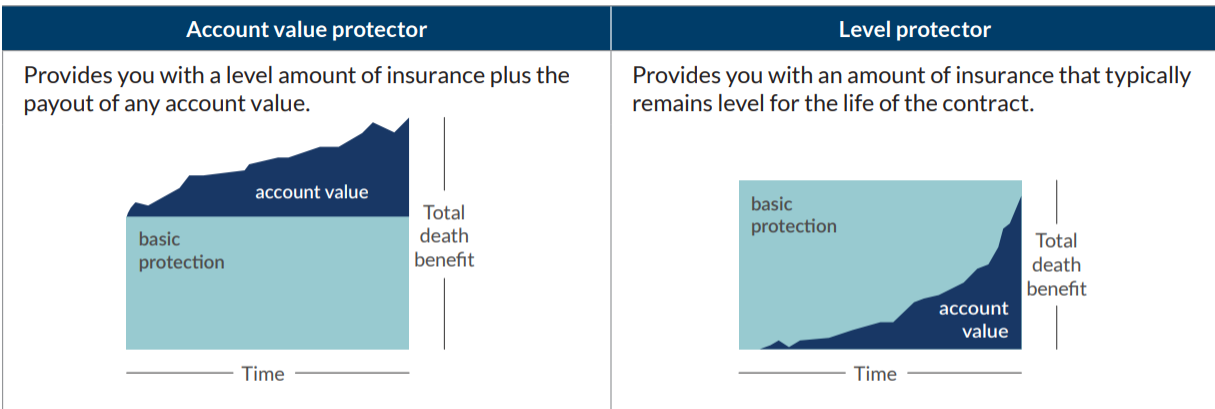 Account value protector
Level protector
Provides you with a level amount of insurance plus the
payout of any account value.
Provides you with an amount of insurance that typically
remains level for the life of the contract.
account value
basic
protection
Total
death
benefit
Time
basic
protection
account
value
Total
death
benefit
Time